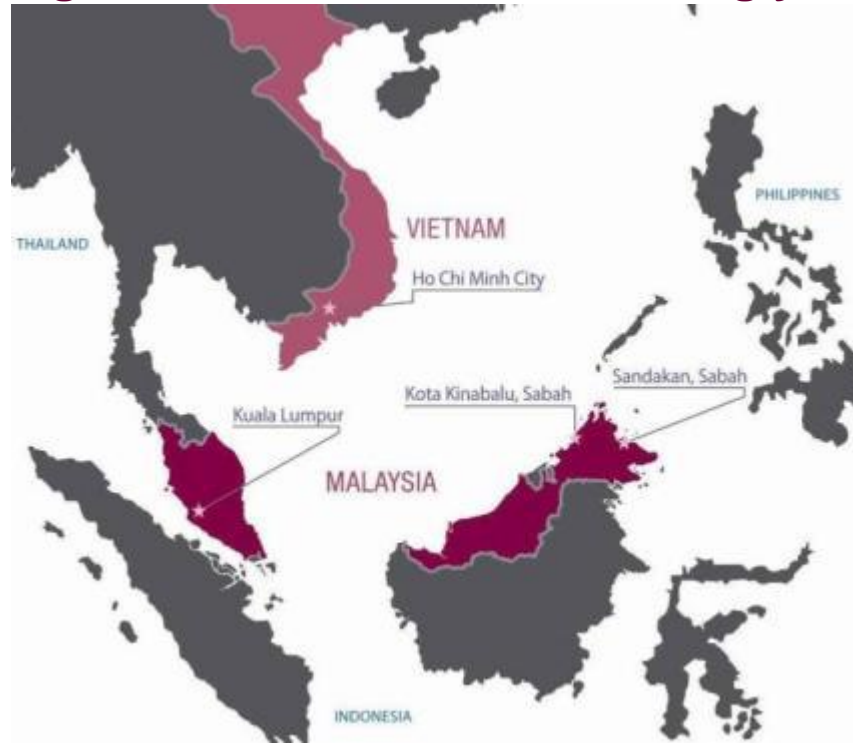 PHILIPPINES
THAILAND
VIETNAM
Ho Chi Minh City
Sandakan, Sabah
Kota Kinabalu, Sabah
Kuala Lumpur
MALAYSIA
INDONESIA